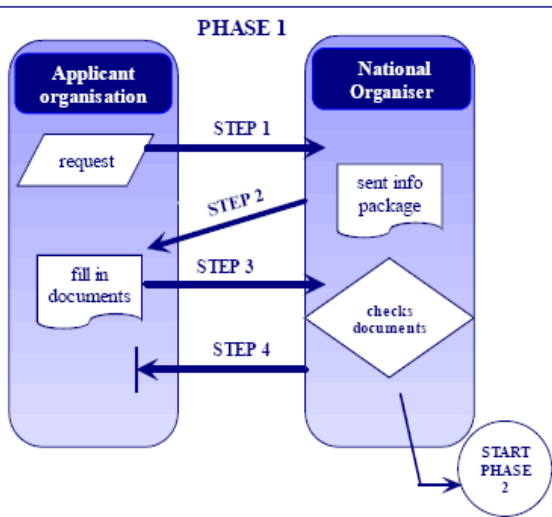 PHASE 1
Applicant
organisation
National
Organiser
STEP 1
request
sent info
package
STEP 2
fill in
documents
STEP 3
checks
documents
STEP 4
START
PHASE
2